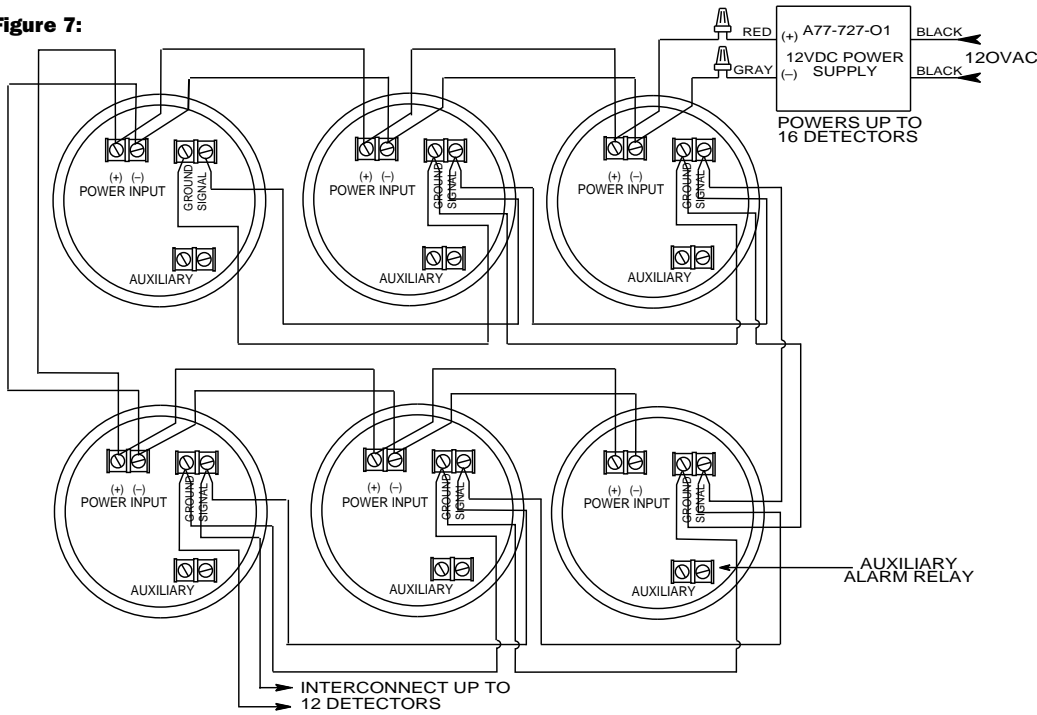 Figure 7:
RED
(+) A77-727-O1
BLACK
12OVAC
12VDC POWER
SUPPLY
GRAY
(–)
BLACK
POWERS UP TO
16 DETECTORS
(+) (–)
POWER INPUT
GROUND
SIGNAL
AUXILIARY
(+) (–)
POWER INPUT
GROUND
SIGNAL
AUXILIARY
(+) (–)
POWER INPUT
GROUND
SIGNAL
AUXILIARY
(+) (–)
POWER INPUT
GROUND
SIGNAL
AUXILIARY
(+) (–)
POWER INPUT
GROUND
SIGNAL
AUXILIARY
(+) (–)
POWER INPUT
GROUND
SIGNAL
AUXILIARY
AUXILIARY
ALARM RELAY
INTERCONNECT UP TO
12 DETECTORS